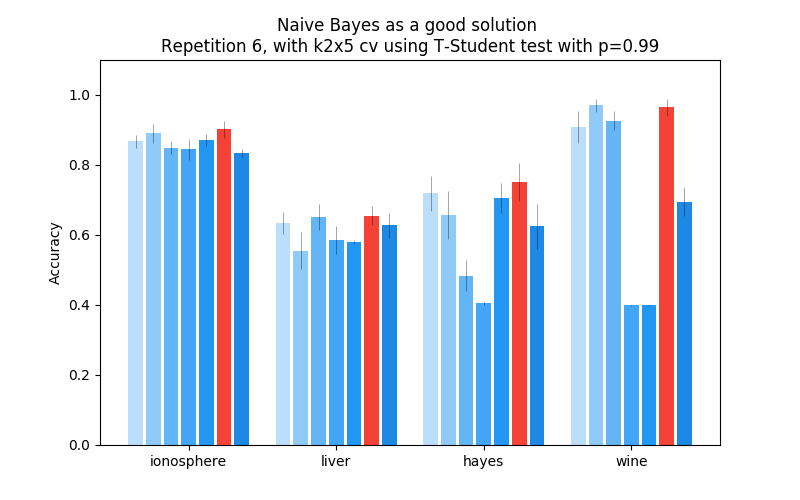 Naive Bayes as a good solution
Repetition 6, with k2x5 cv using T-Student test with p=0.99
1.0
0.8
0.6
0.4
0.2
0.0
Accuracy
ionosphere liver hayes wine